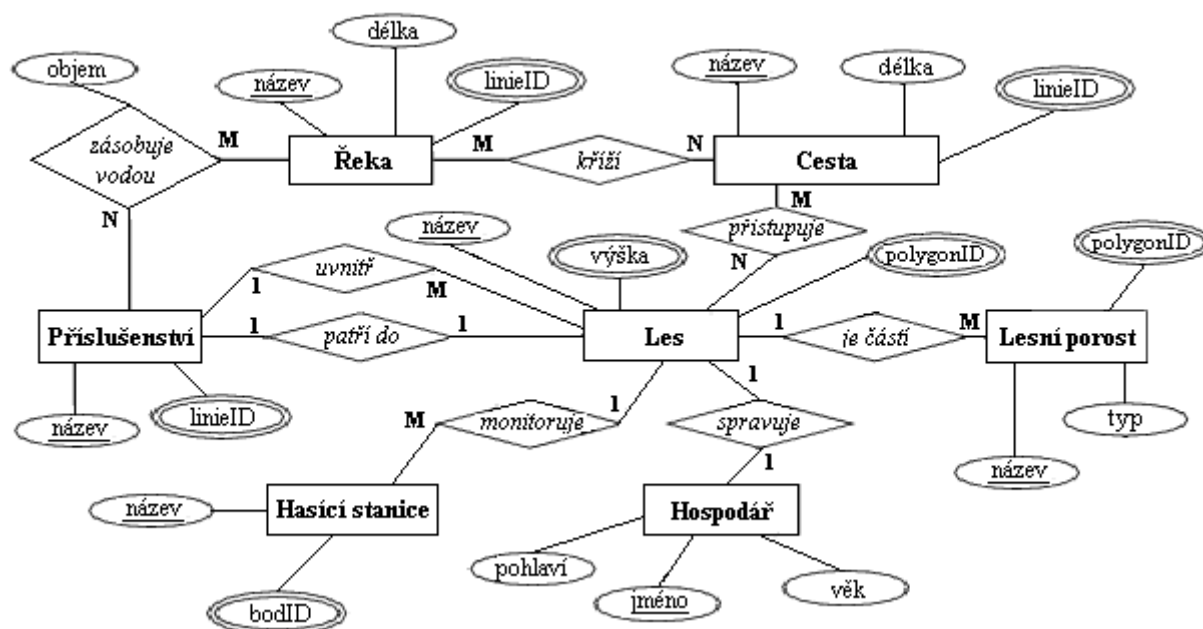 délka
objem
název
linieID
název
délka
linieID
zásobuje
vodou
M
Řeka
M
kříží
N
Cesta
N
M
přistupuje
N
název
výška
polygonID
polygonID
uvnitř
1
M
Příslušenství
1
patří do
1
Les
1
je částí
M
Lesní porost
název
linieID
M
monitoruje
1
1
spravuje
1
typ
název
název
Hasící stanice
Hospodář
pohlaví
jméno
věk
bodID